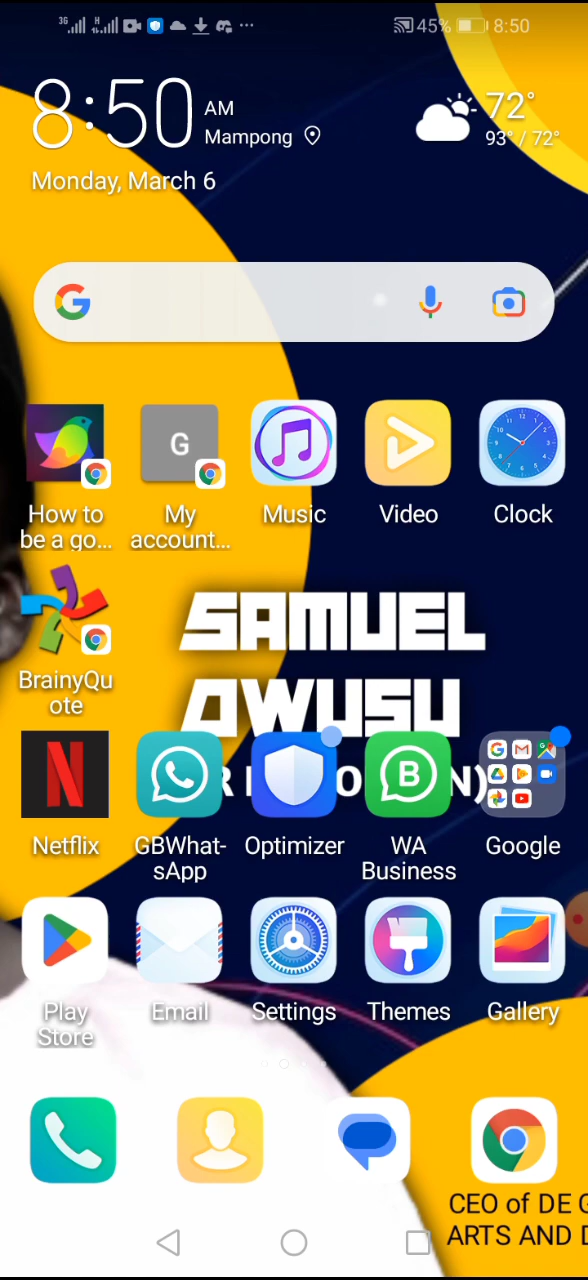 3G H 45% 8:50
8:50 AM
Mampong
Monday, March 6
72°
93° / 72°
G
How to be a go...
My account...
Music
Video
Clock
SAMUEL
BrainyQu
ote
OWUSU
B
N)
Netflix
GBWhat-
sApp
Optimizer
WA
Business
Google
Play
Store
Email
Settings
Themes
Gallery
CEO of DE G
ARTS AND D